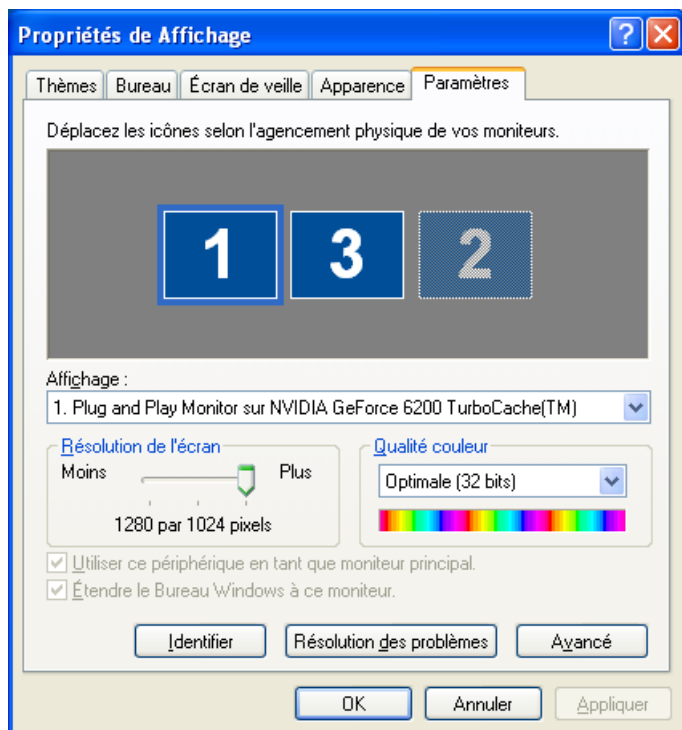 Propriétés de Affichage
Thèmes Bureau Écran de veille Apparence Paramètres
Déplacez les icônes selon l'agencement physique de vos moniteurs.
1 3 2
Affichage :
1. Plug and Play Monitor sur NVIDIA GeForce 6200 TurboCache(TM)
Résolution de l'écran
Moins Plus
1280 par 1024 pixels
Qualité couleur
Optimale (32 bits)
Utiliser ce périphérique en tant que moniteur principal.
Étendre le Bureau Windows à ce moniteur.
Identifier Résolution des problèmes Avancé
OK Annuler Appliquer